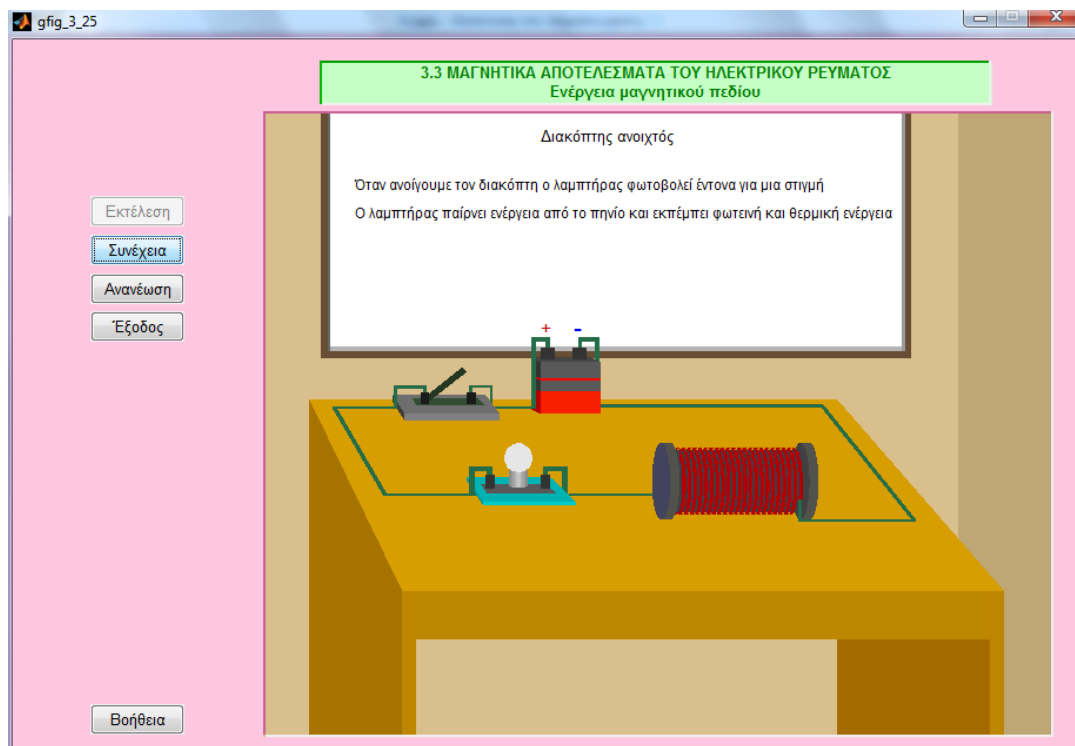 gfig_3_25
3.3 ΜΑΓΝΗΤΙΚΑ ΑΠΟΤΕΛΕΣΜΑΤΑ ΤΟΥ ΗΛΕΚΤΡΙΚΟΥ ΡΕΥΜΑΤΟΣ
Ενέργεια μαγνητικού πεδίου
Διακόπτης ανοιχτός
Όταν ανοίγουμε τον διακόπτη ο λαμπτήρας φωτοβολεί έντονα για μια στιγμή
Ο λαμπτήρας παίρνει ενέργεια από το πηνίο και εκπέμπει φωτεινή και θερμική ενέργεια
Εκτέλεση
Συνέχεια
Ανανέωση
Έξοδος
+ -
Βοήθεια